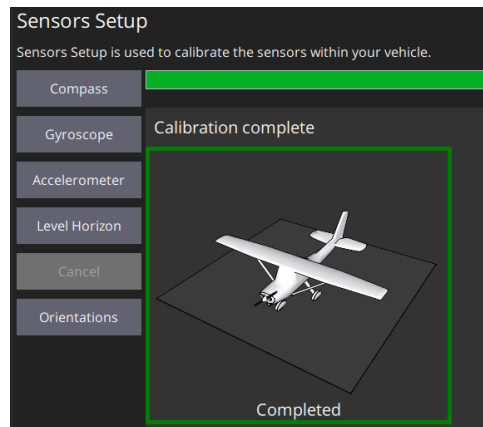 Sensors Setup
Sensors Setup is used to calibrate the sensors within your vehicle.
Compass
Gyroscope
Accelerometer
Level Horizon
Cancel
Orientations
Calibration complete
Completed